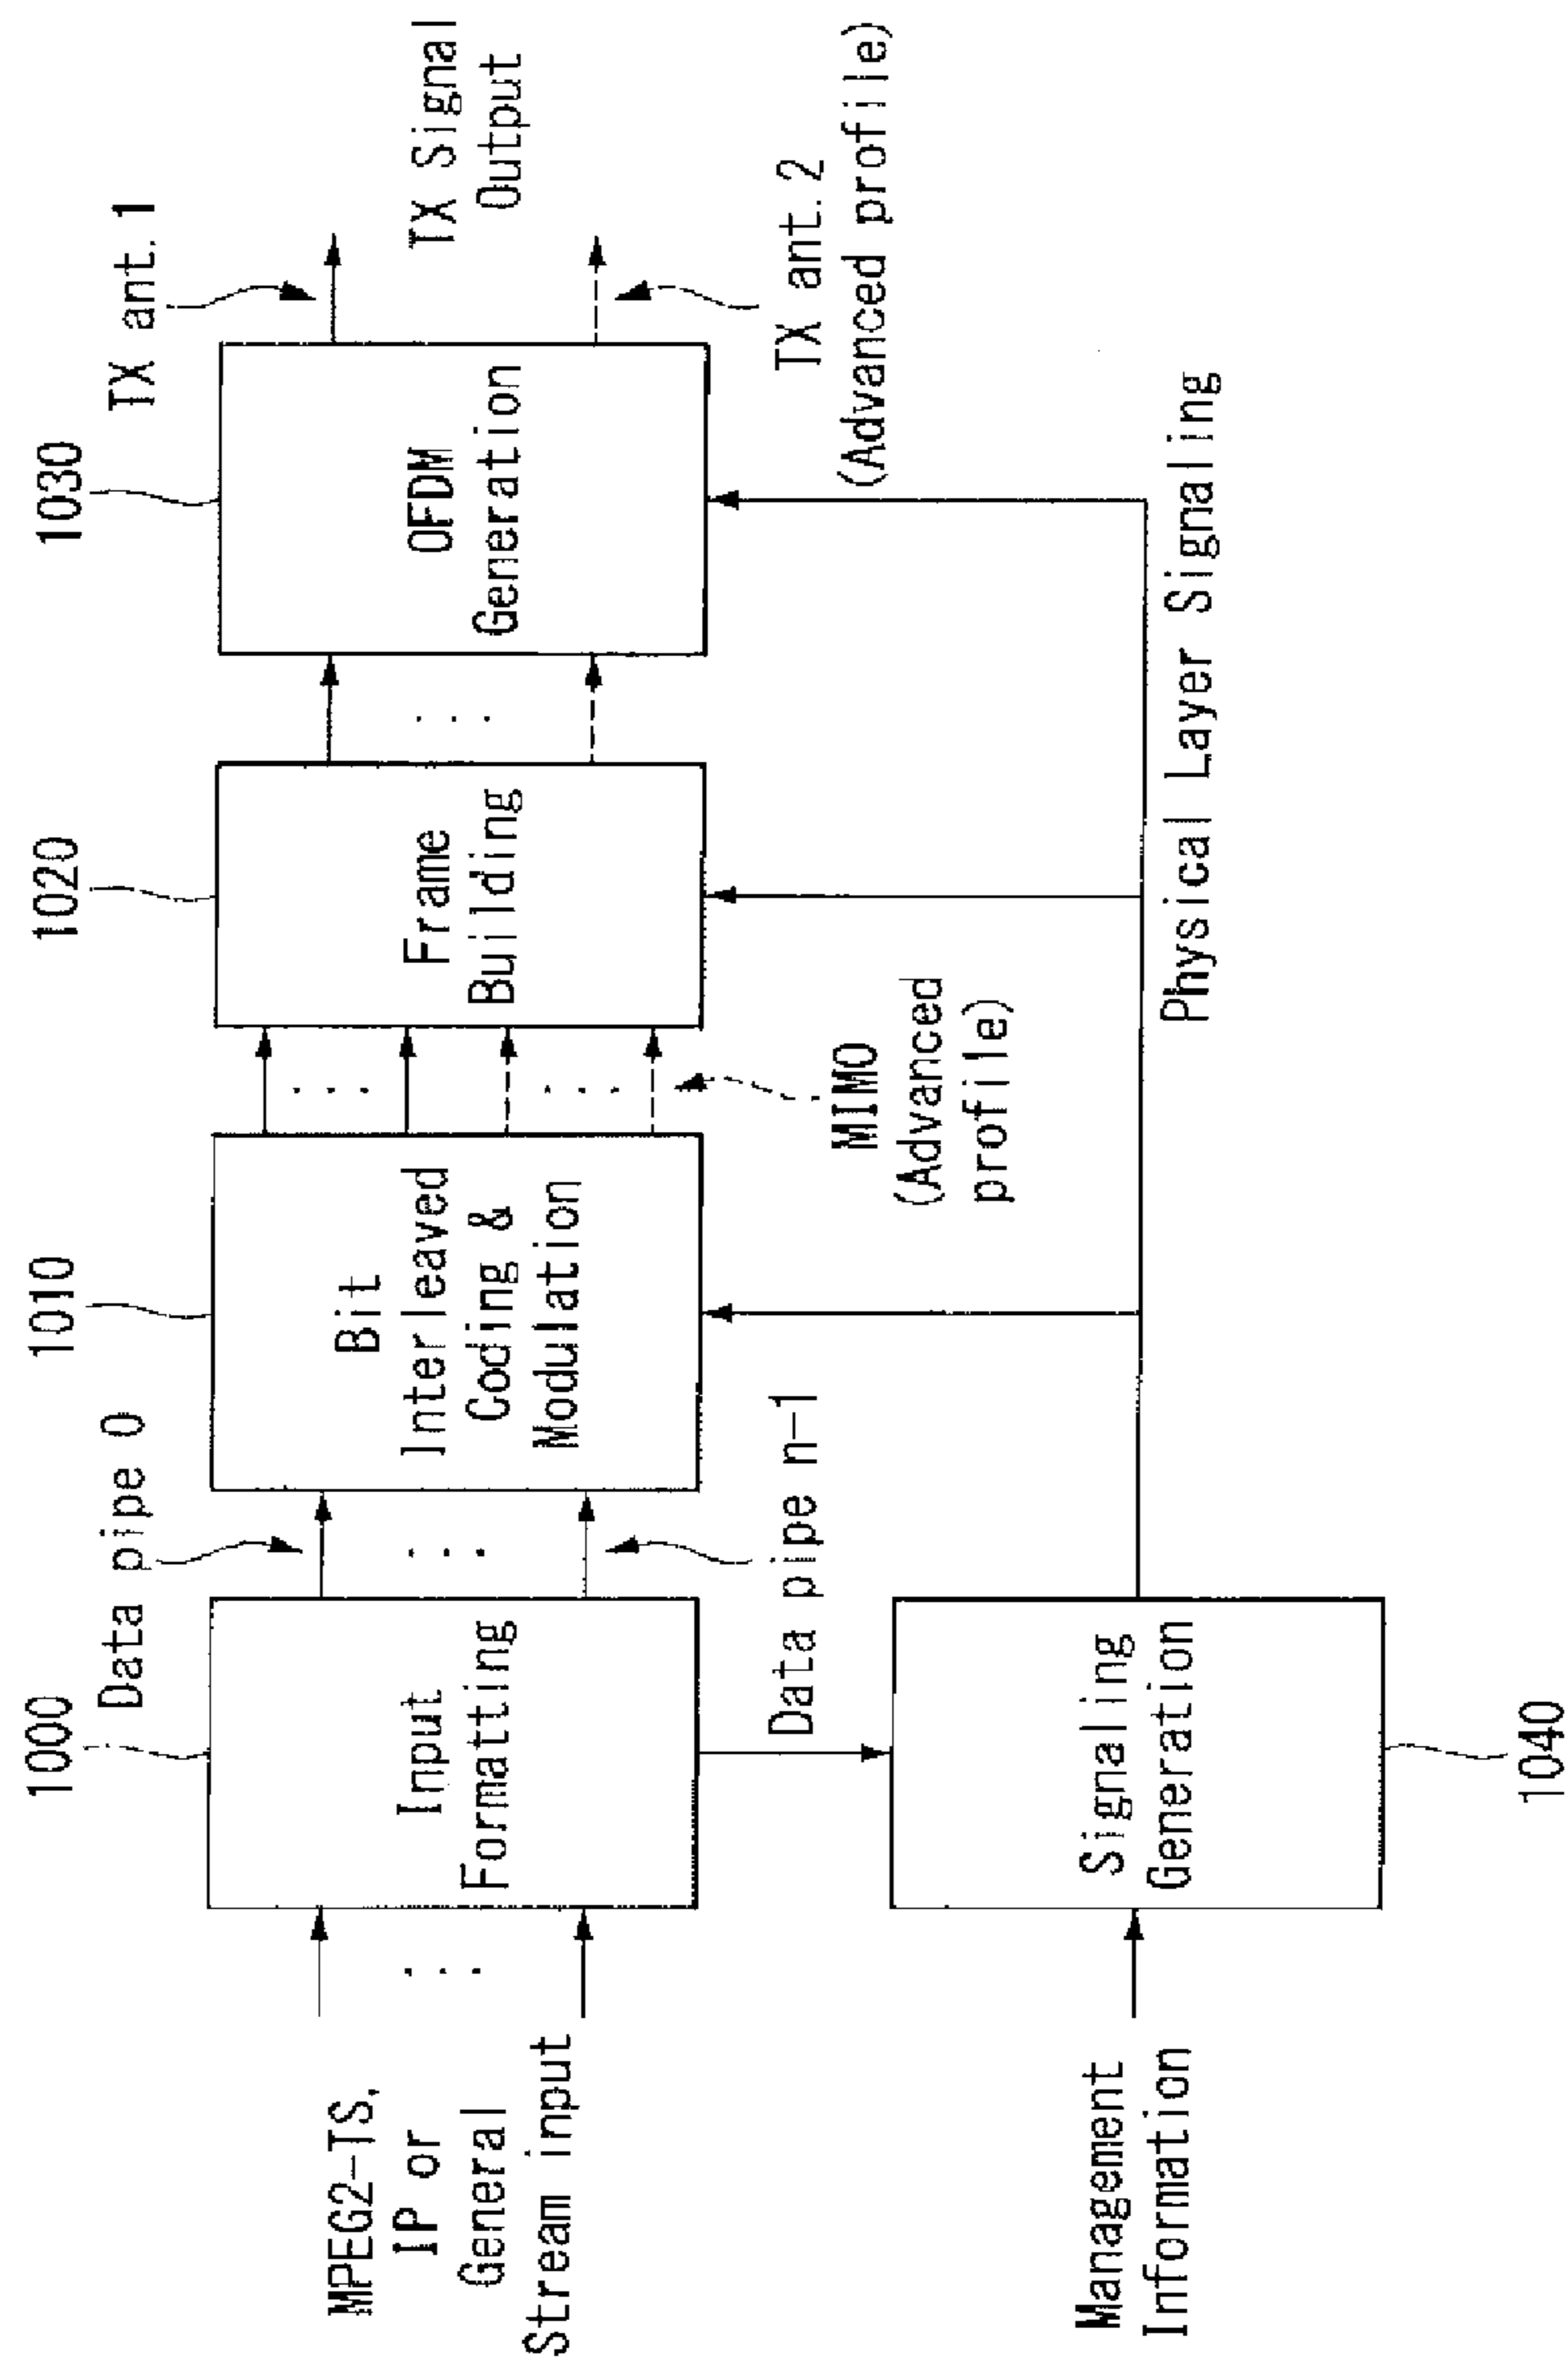 1000
1010
1020
1030
Data pipe 0
TX ant. 1
MPEG2-TS,
IP or
General
Stream input
Input
Formatting
Bit
Interleaved
Coding &
Modulation
Frame
Building
OFDM
Generation
TX Signal
Output
Data pipe n-1
MIMO
(Advanced
profile)
TX ant. 2
(Advanced profile)
Management
Information
Signaling
Generation
Physical Layer Signaling
1040